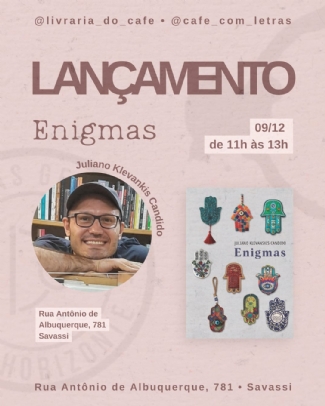 @livraria_do_cafe • @cafe_com_letras
LANÇAMENTO
Enigmas
09/12
de 11h às 13h
Juliano Klevanskis Candido
JULIANO KLEVANSKIS CANDIDO
Enigmas
Rua Antônio de
Albuquerque, 781
Savassi
HORIZONTE
Rua Antônio de Albuquerque, 781 • Savassi